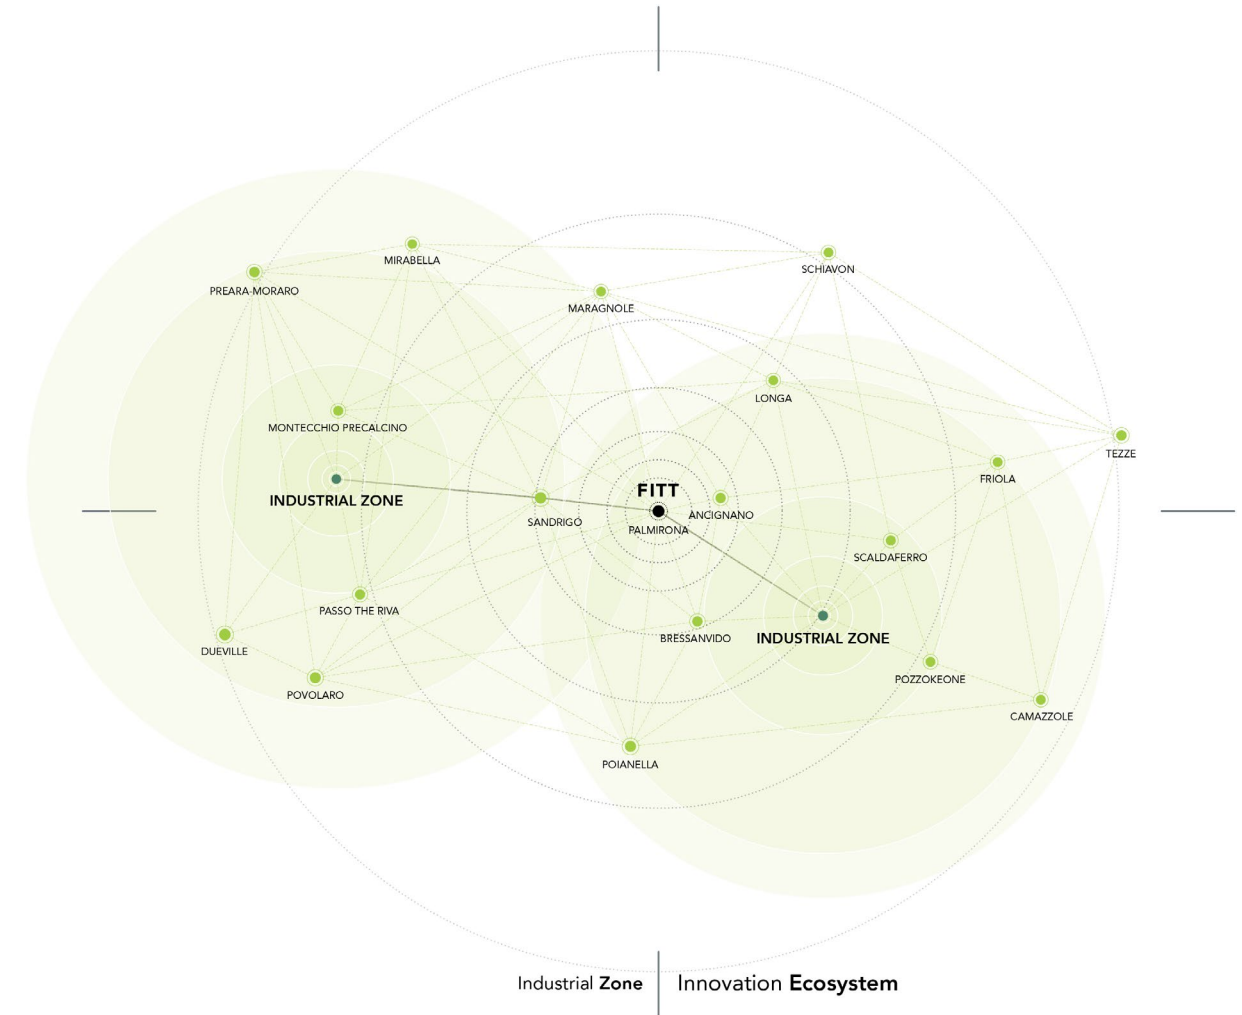 MIRABELLA
SCHIAVON
PREARA-MORARO
MARAGNOLE
LONGA
MONTECCHIO PRECALCINO
TEZZE
FRIOLA
INDUSTRIAL ZONE
FITT
SANDRIGO
ANCIGNANO
PALMIRONA
SCALDAFERRO
PASSO THE RIVA
BRESSANVIDO
INDUSTRIAL ZONE
DUEVILLE
POZZOKEONE
POVOLARO
CAMAZZOLE
POIANELLA
Industrial Zone
Innovation Ecosystem